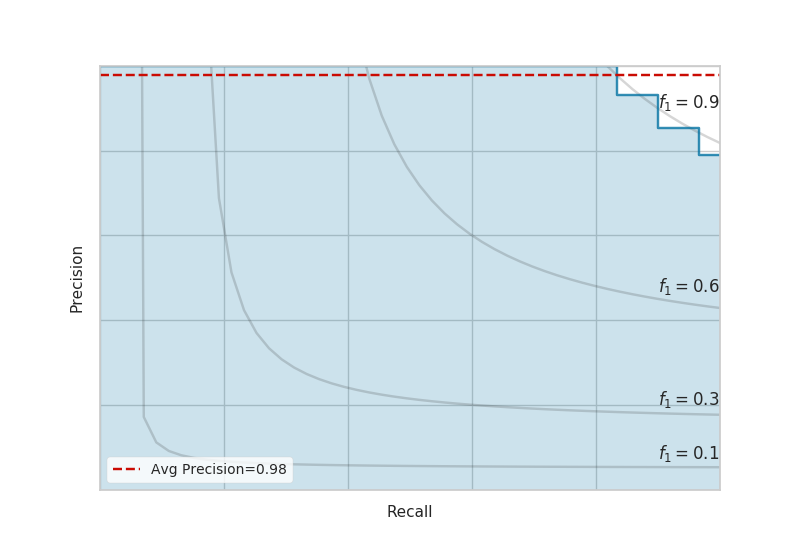 f₁ = 0.9
f₁ = 0.6
f₁ = 0.3
f₁ = 0.1
Precision
Avg Precision=0.98
Recall